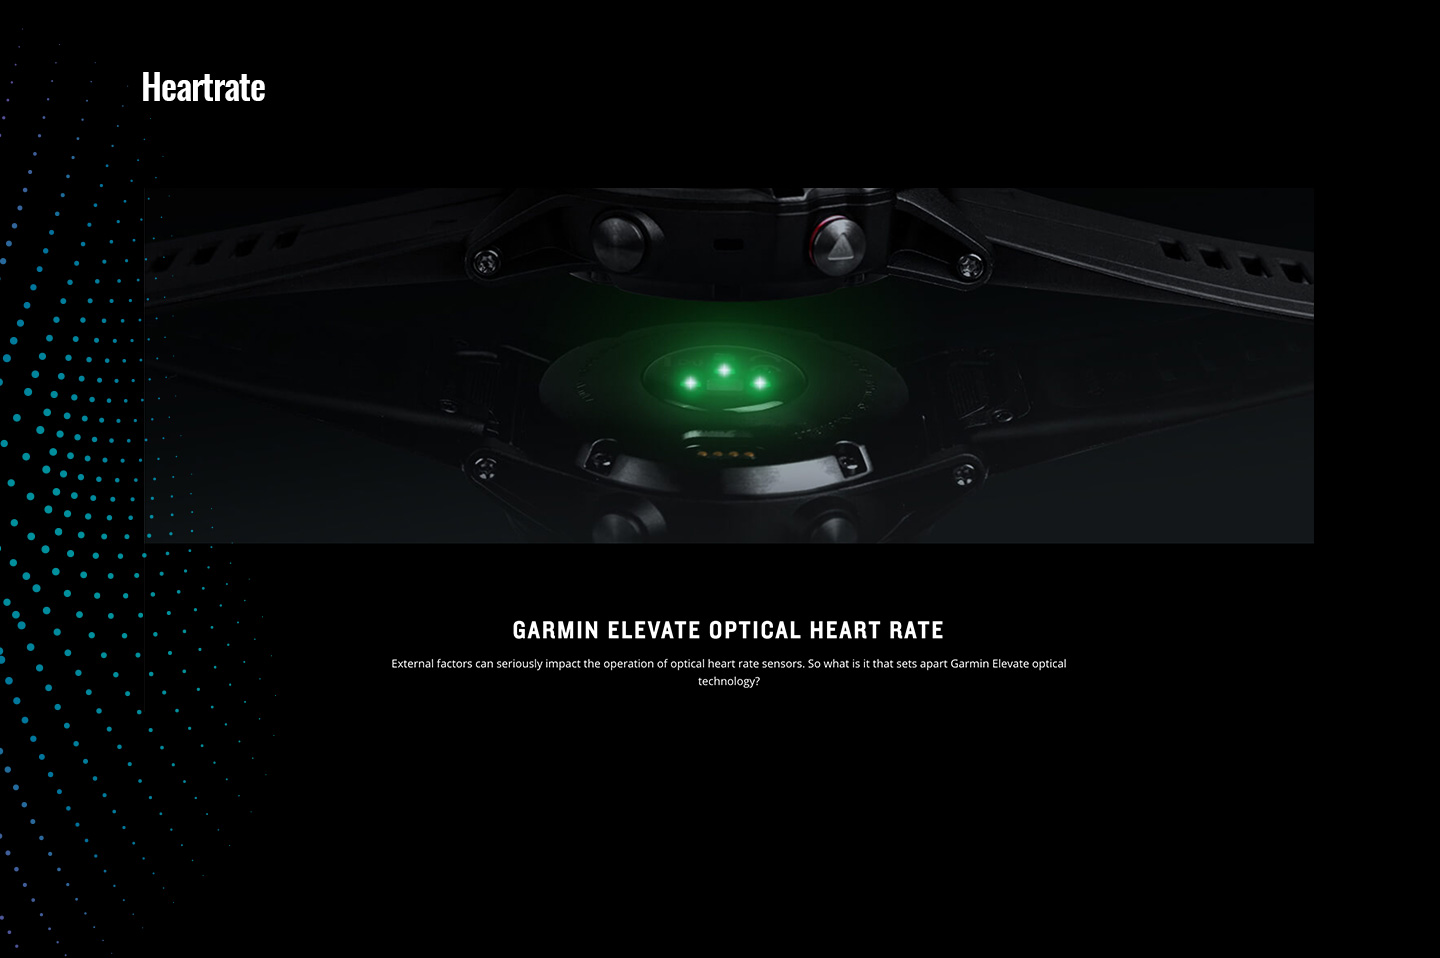 Heartrate
GARMIN ELEVATE OPTICAL HEART RATE
External factors can seriously impact the operation of optical heart rate sensors. So what is it that sets apart Garmin Elevate optical
technology?